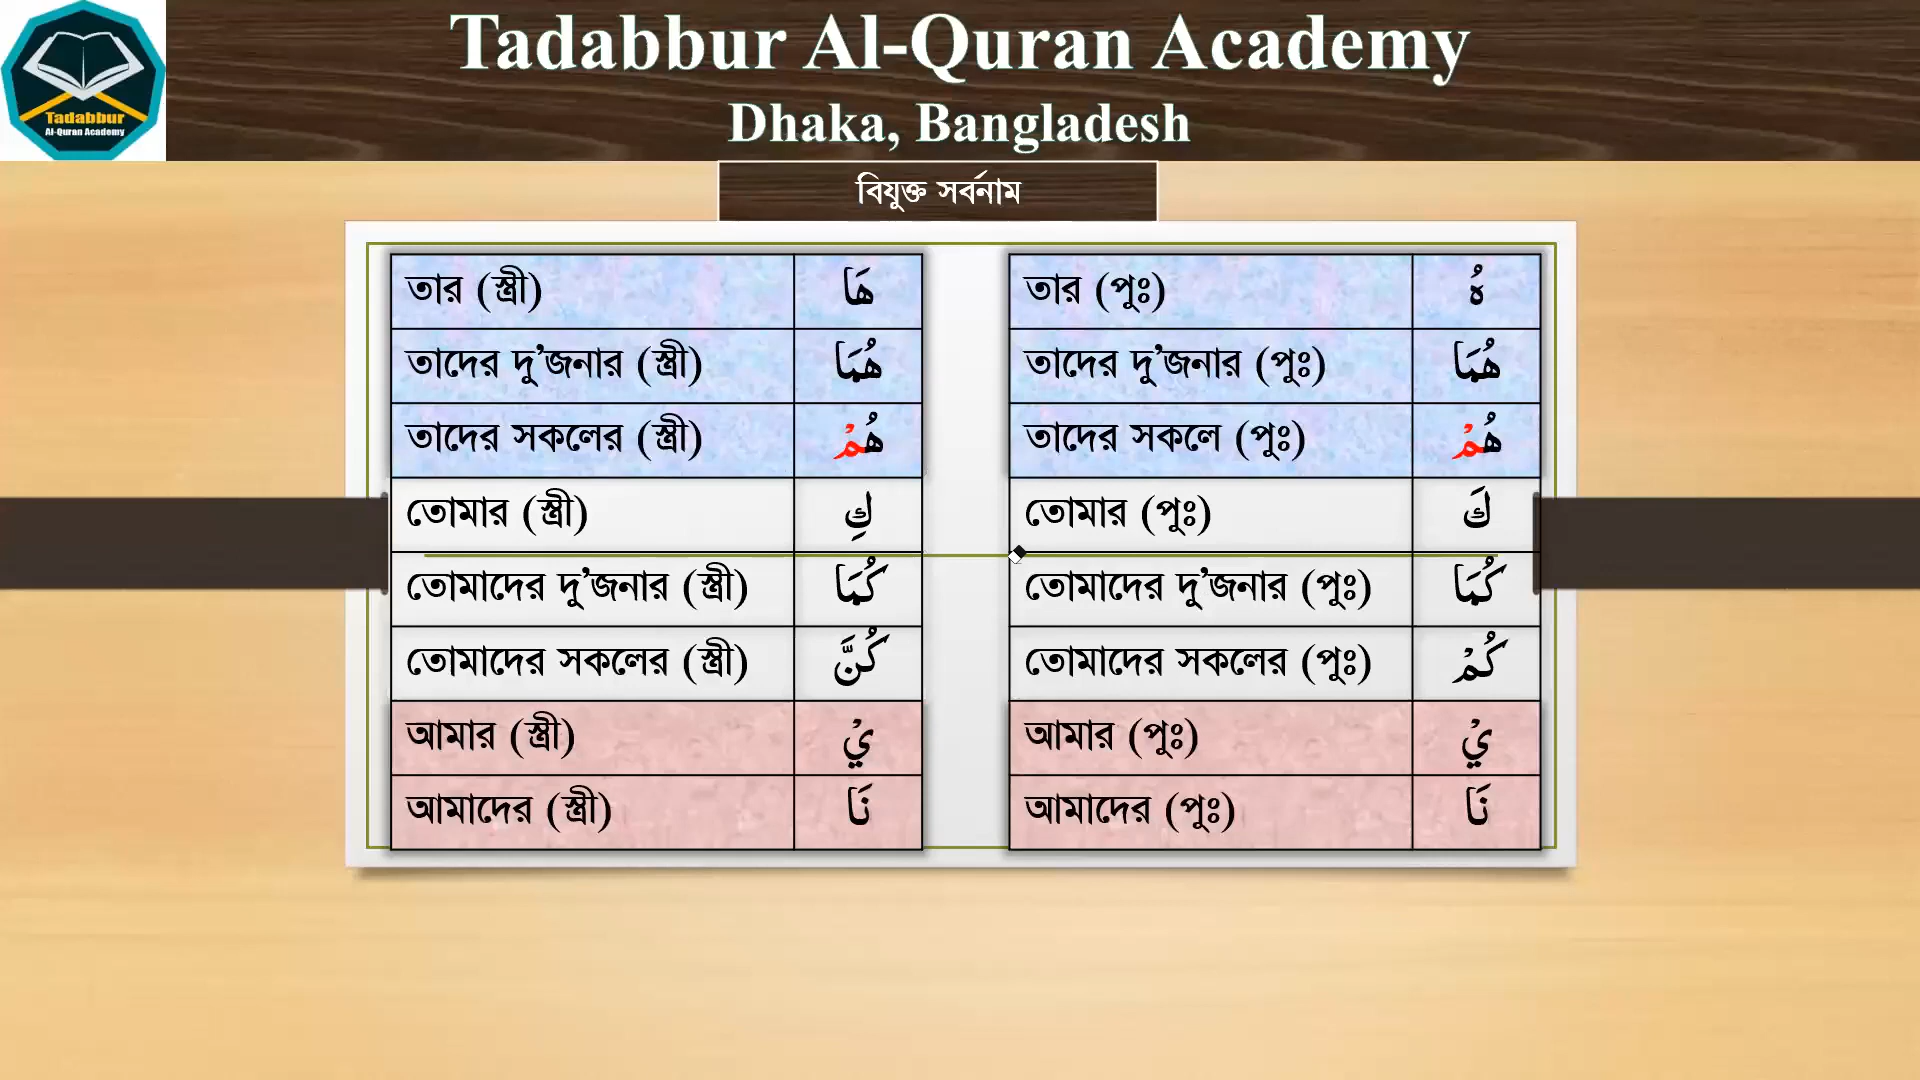 Tadabbur Al-Quran Academy
Dhaka, Bangladesh
Tadabbur
Al-Quran Academy
বিযুক্ত সর্বনাম
তার (স্ত্রী) هَا
তাদের দু’জনার (স্ত্রী) هُمَا
তাদের সকলের (স্ত্রী) هُمْ
তোমার (স্ত্রী) كِ
তোমাদের দু’জনার (স্ত্রী) كُمَا
তোমাদের সকলের (স্ত্রী) كُنَّ
আমার (স্ত্রী) يْ
আমাদের (স্ত্রী) نَا
তার (পুঃ) هُ
তাদের দু’জনার (পুঃ) هُمَا
তাদের সকলে (পুঃ) هُمْ
তোমার (পুঃ) كَ
তোমাদের দু’জনার (পুঃ) كُمَا
তোমাদের সকলের (পুঃ) كُمْ
আমার (পুঃ) يْ
আমাদের (পুঃ) نَا